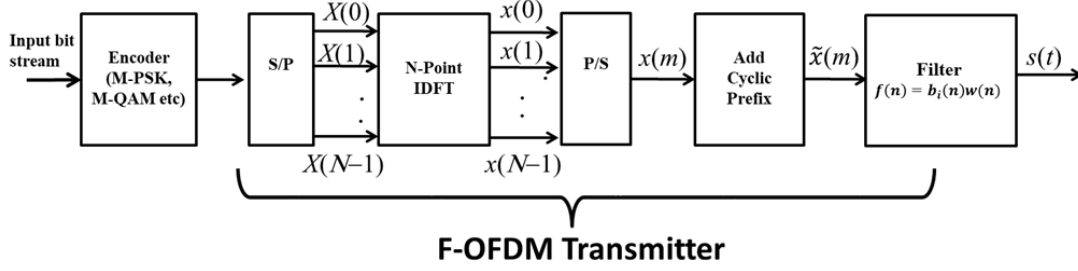 Input bit
stream
Encoder
(M-PSK,
M-QAM etc)
S/P
X(0)
X(1)
X(N–1)
N-Point
IDFT
x(0)
x(1)
x(N–1)
P/S
x(m)
Add
Cyclic
Prefix
x̃(m)
Filter
f(n) = bᵢ(n)w(n)
s(t)
F-OFDM Transmitter